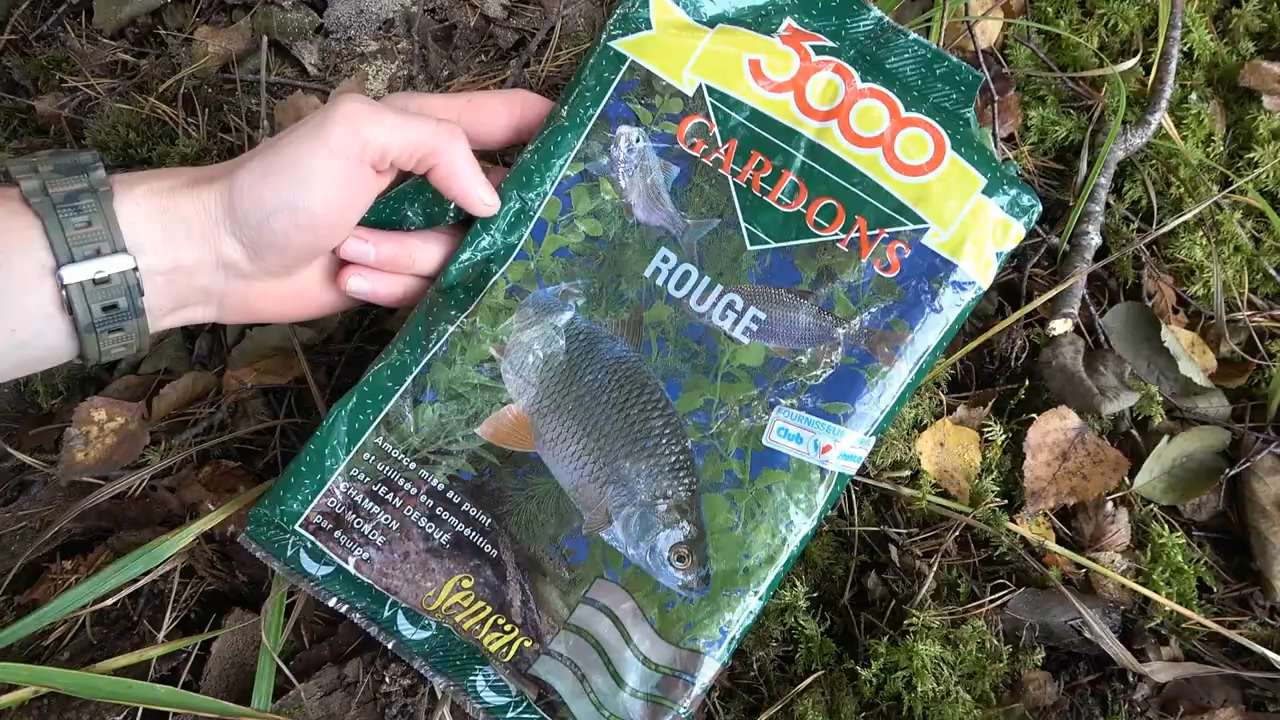 3000
GARDONS
ROUGE
FOURNISSEUR
Club
Amorce mise au point
et utilisée en compétition
par JEAN DESQUÉ,
CHAMPION
DU MONDE
par équipe.
Sensas